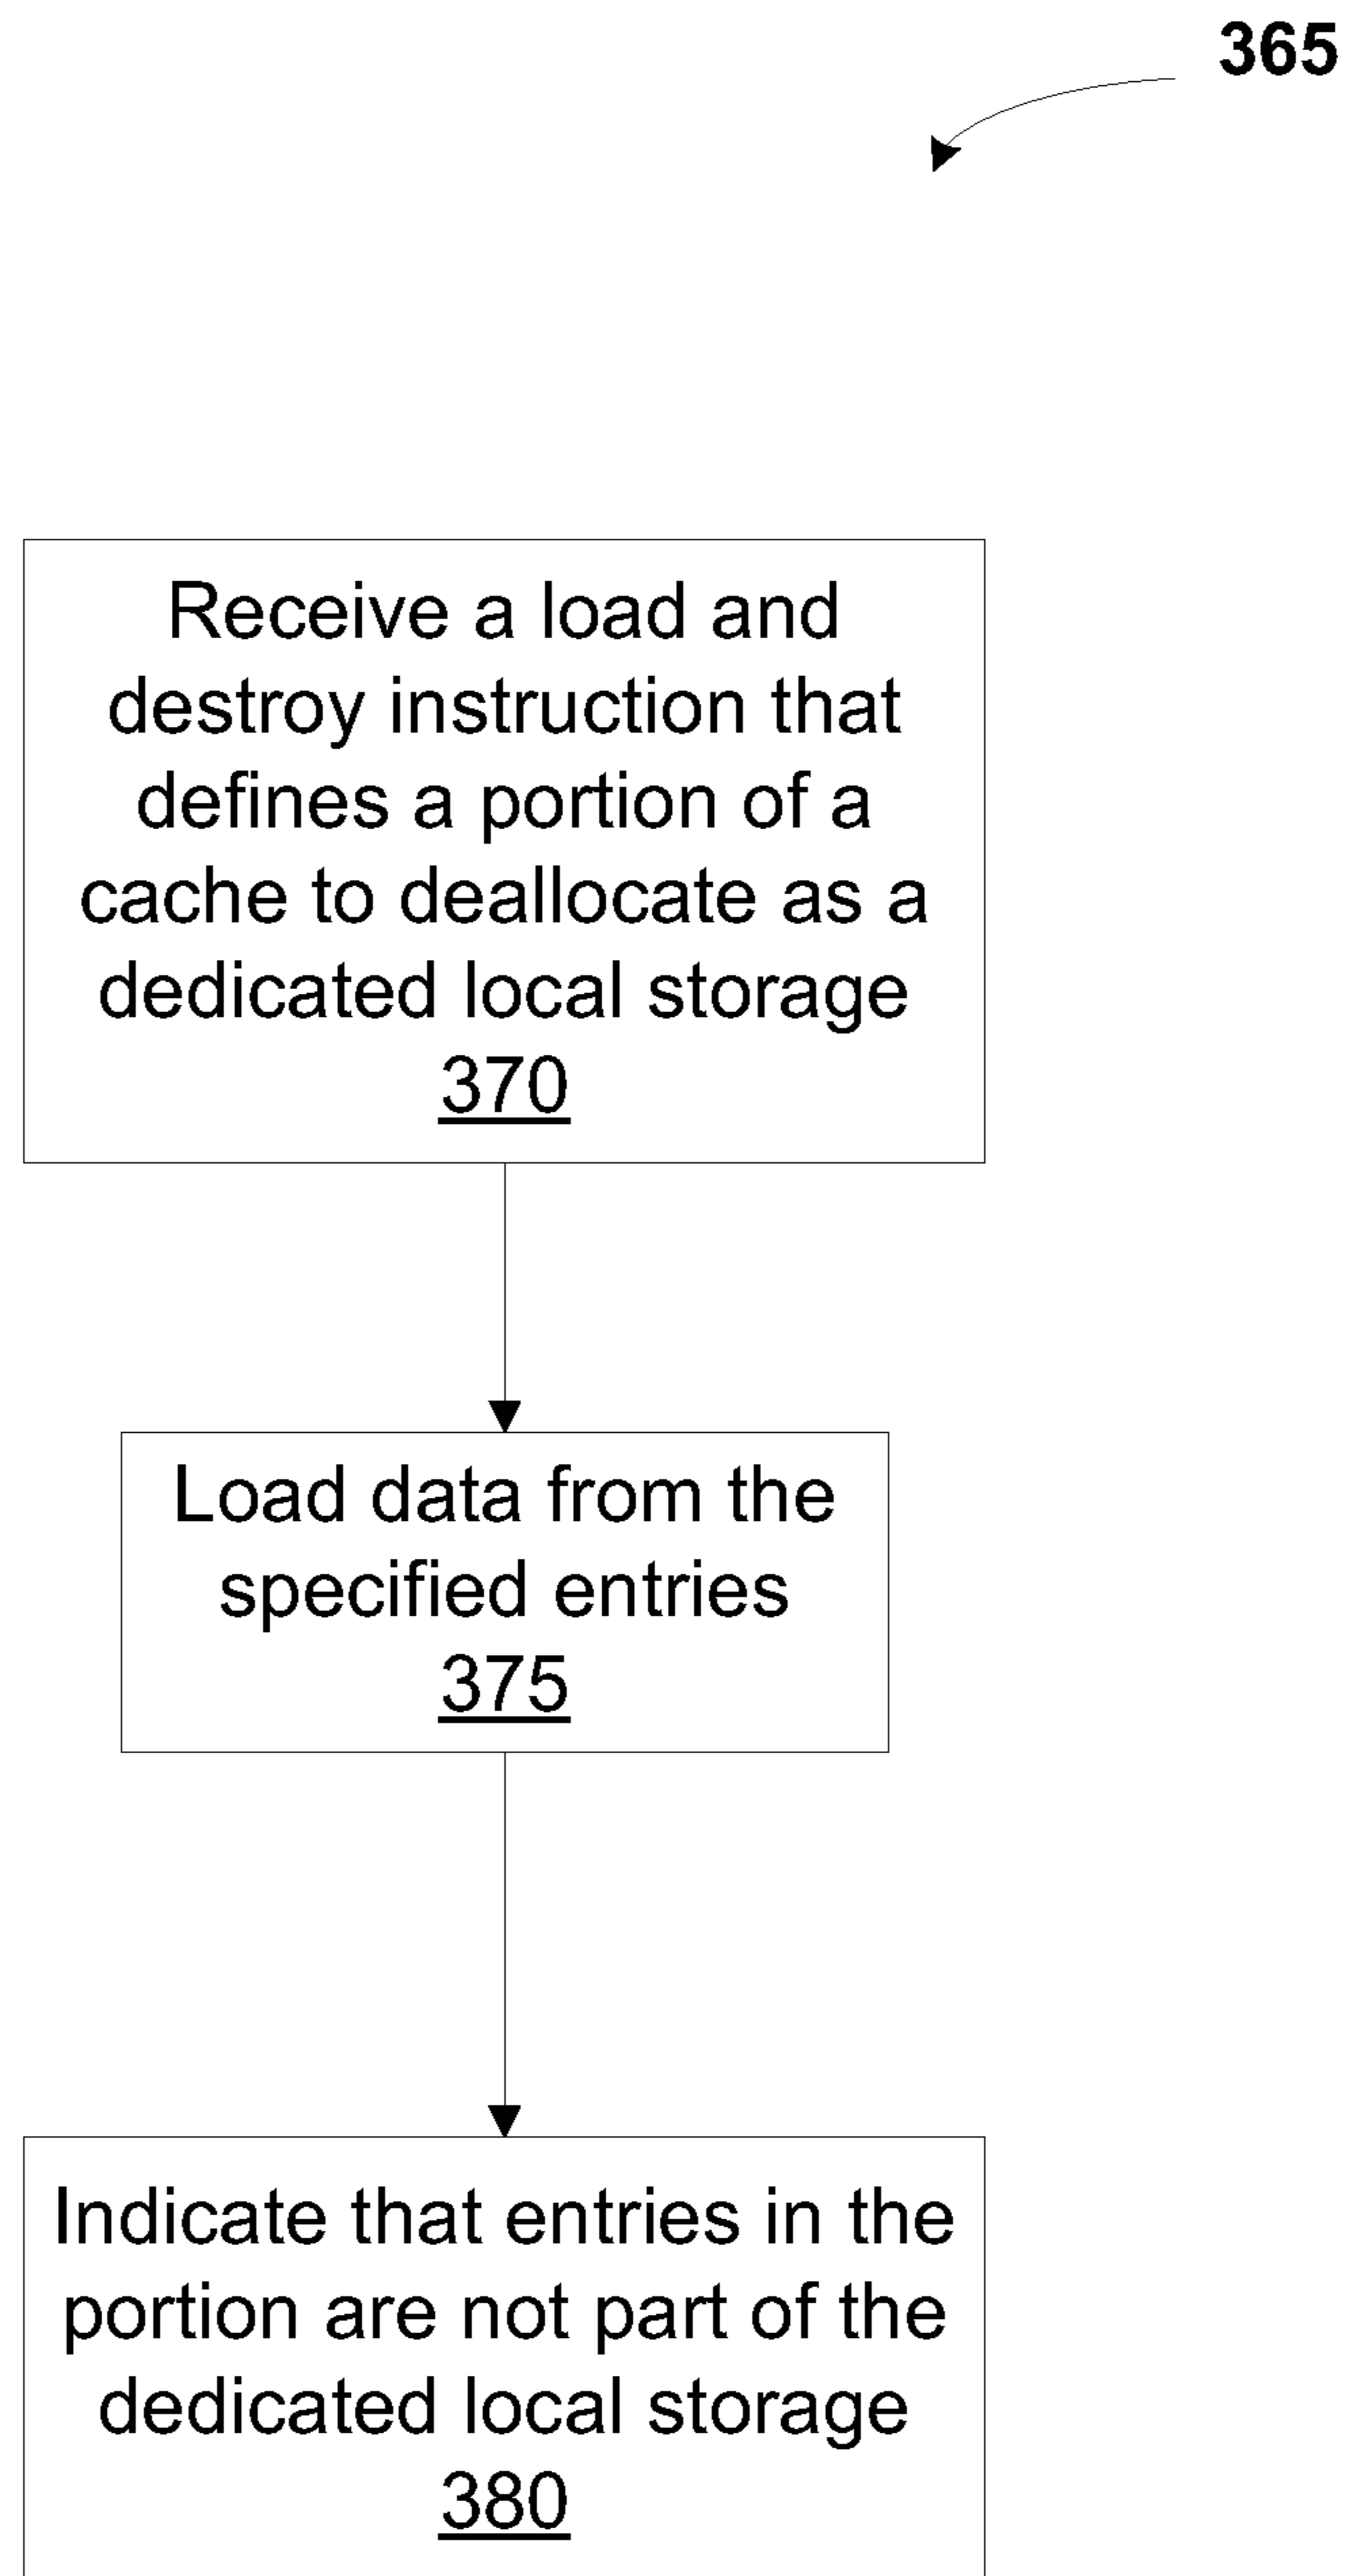 365
Receive a load and
destroy instruction that
defines a portion of a
cache to deallocate as a
dedicated local storage
370
Load data from the
specified entries
375
Indicate that entries in the
portion are not part of the
dedicated local storage
380